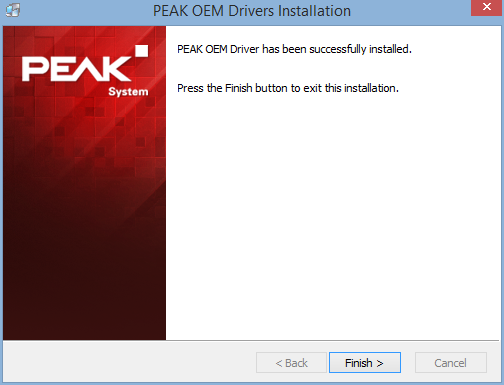 PEAK OEM Drivers Installation
PEAK
System
PEAK OEM Driver has been successfully installed.
Press the Finish button to exit this installation.
< Back
Finish >
Cancel